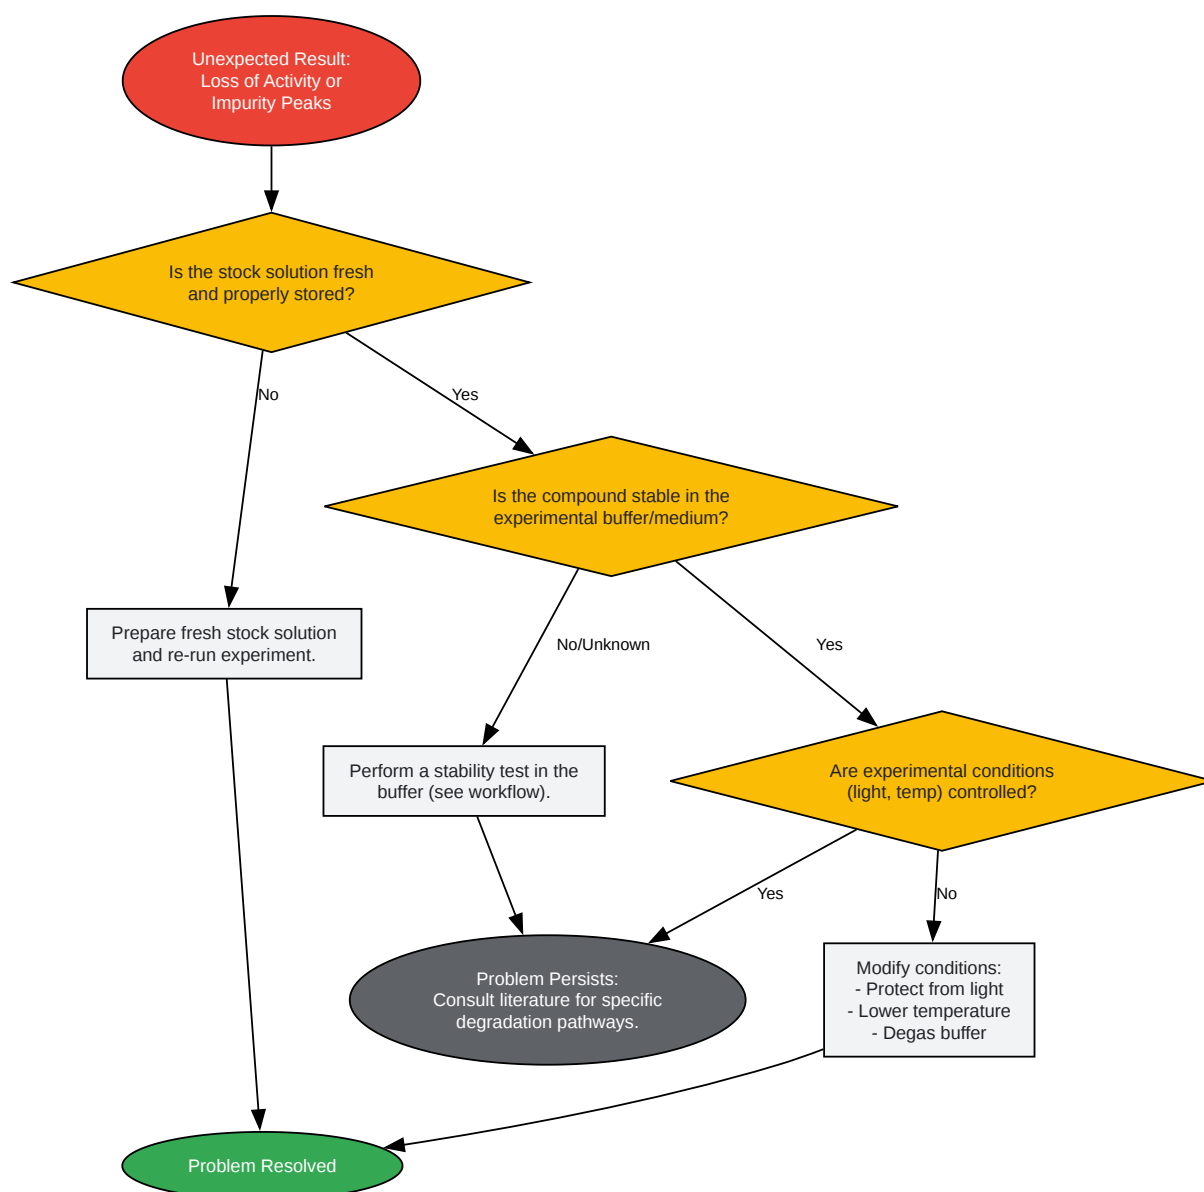 Unexpected Result:
Loss of Activity or
Impurity Peaks
Is the stock solution fresh
and properly stored?
No
Yes
Is the compound stable in the
experimental buffer/medium?
Prepare fresh stock solution
and re-run experiment.
No/Unknown
Yes
Perform a stability test in the
buffer (see workflow).
Are experimental conditions
(light, temp) controlled?
Yes
No
Problem Persists:
Consult literature for specific
degradation pathways.
Modify conditions:
- Protect from light
- Lower temperature
- Degas buffer
Problem Resolved